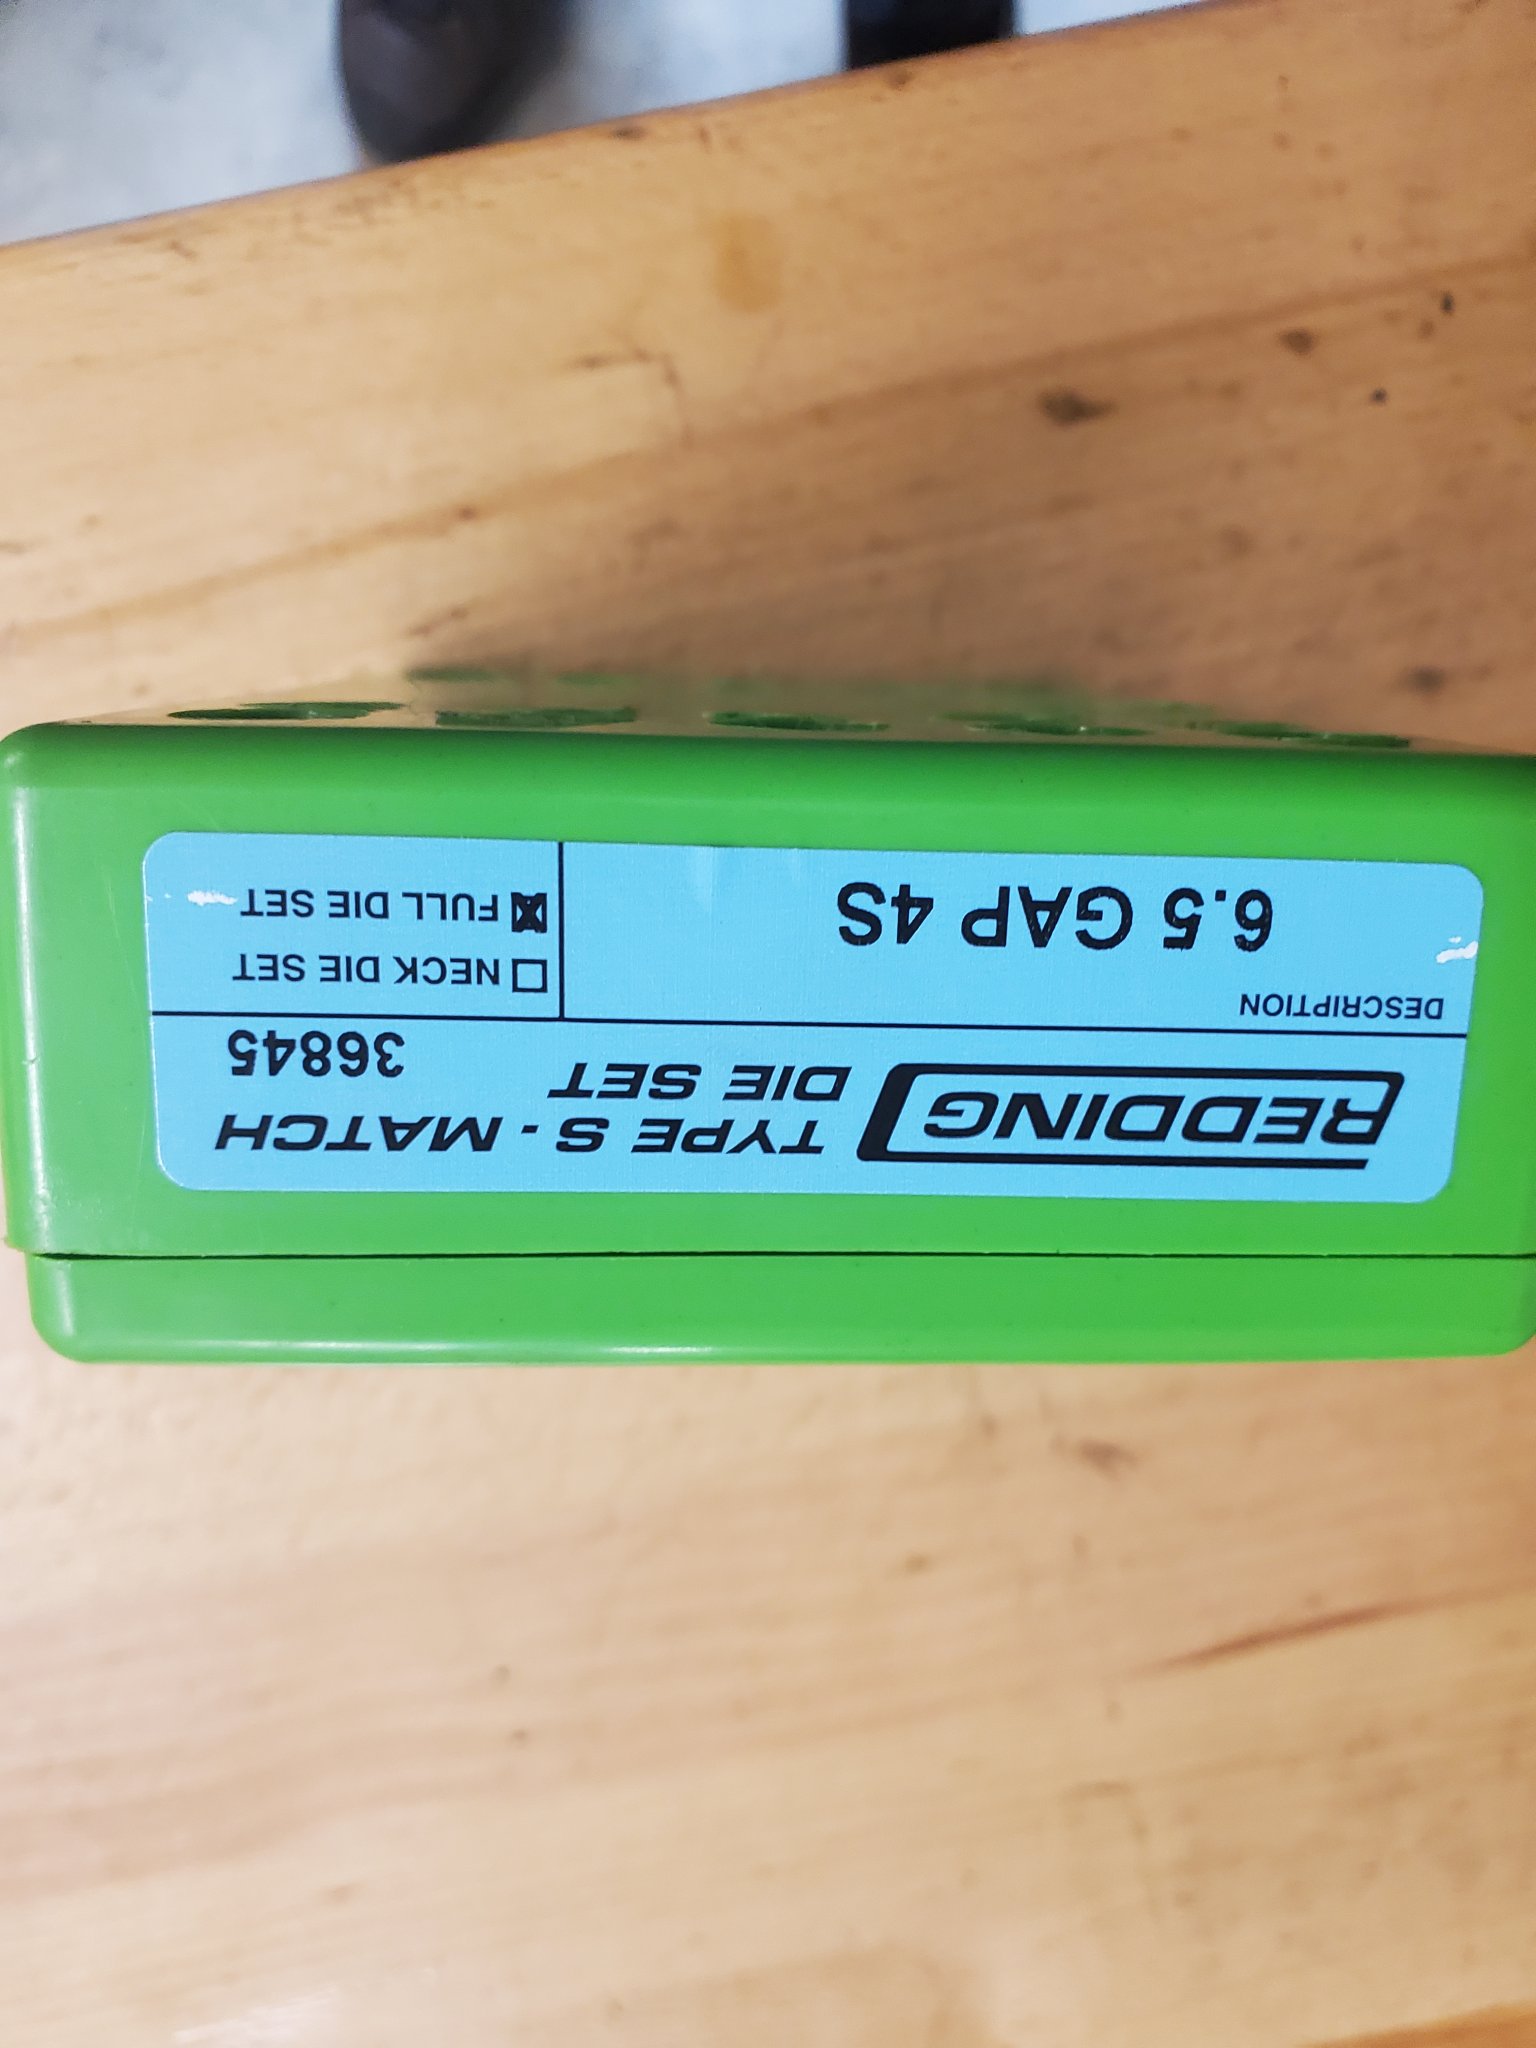 REDDING TYPE S - MATCH
DIE SET 36845
DESCRIPTION
6.5 GAP 4S
NECK DIE SET
FULL DIE SET